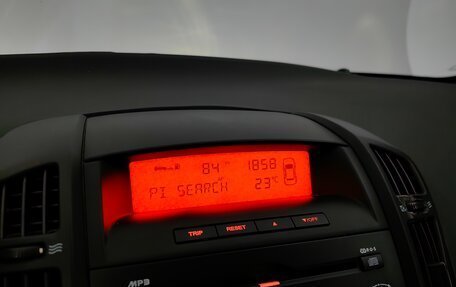 84 1858
PI SEARCH 23°C
TRIP RESET ▲ ▼/OFF
MP3